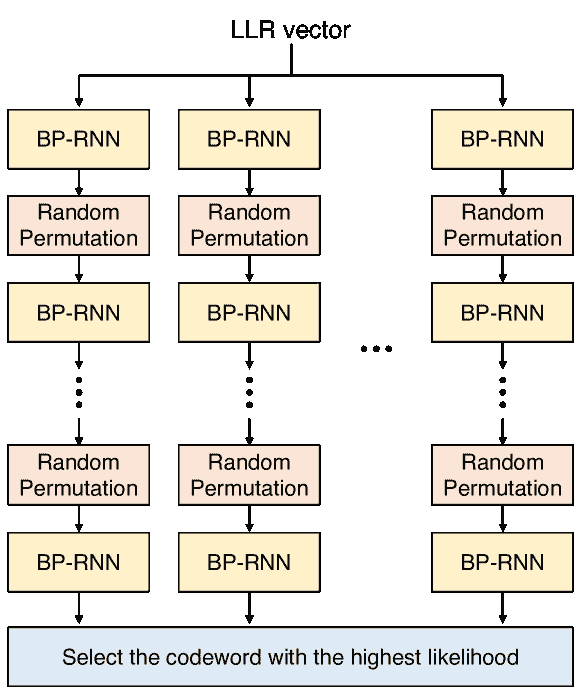 LLR vector
BP-RNN
BP-RNN
BP-RNN
Random
Permutation
Random
Permutation
Random
Permutation
BP-RNN
BP-RNN
BP-RNN
Random
Permutation
Random
Permutation
Random
Permutation
BP-RNN
BP-RNN
BP-RNN
Select the codeword with the highest likelihood